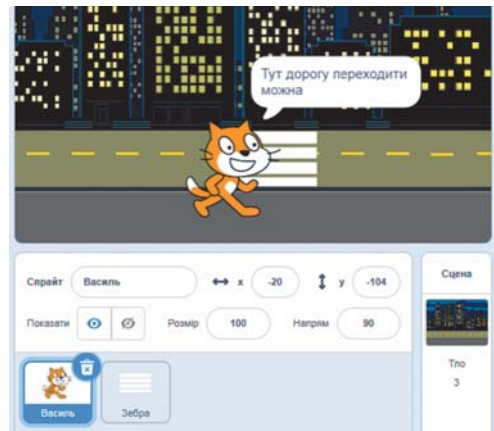 Тут дорогу переходити
можна
Спрайт Василь x -20 y -104
Показати Розмір 100 Напрям 90
Василь Зебра
Сцена
Тло
3